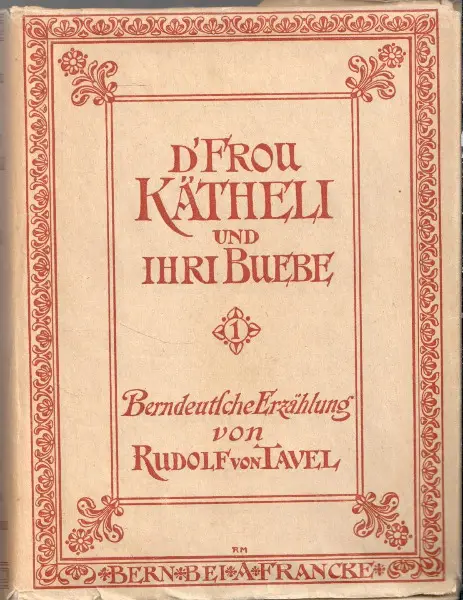 D'FROU
KÄTHELI
UND
IHRI BUEBE
1
Berndeutſche Erzählung
von
RUDOLF VON TAVEL
RM
BERN BEI A FRANCKE